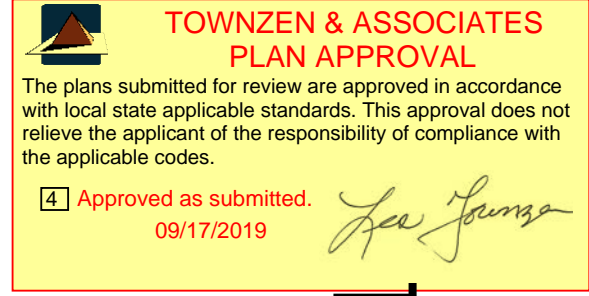 TOWNZEN & ASSOCIATES
PLAN APPROVAL
The plans submitted for review are approved in accordance
with local state applicable standards. This approval does not
relieve the applicant of the responsibility of compliance with
the applicable codes.
4 Approved as submitted.
09/17/2019